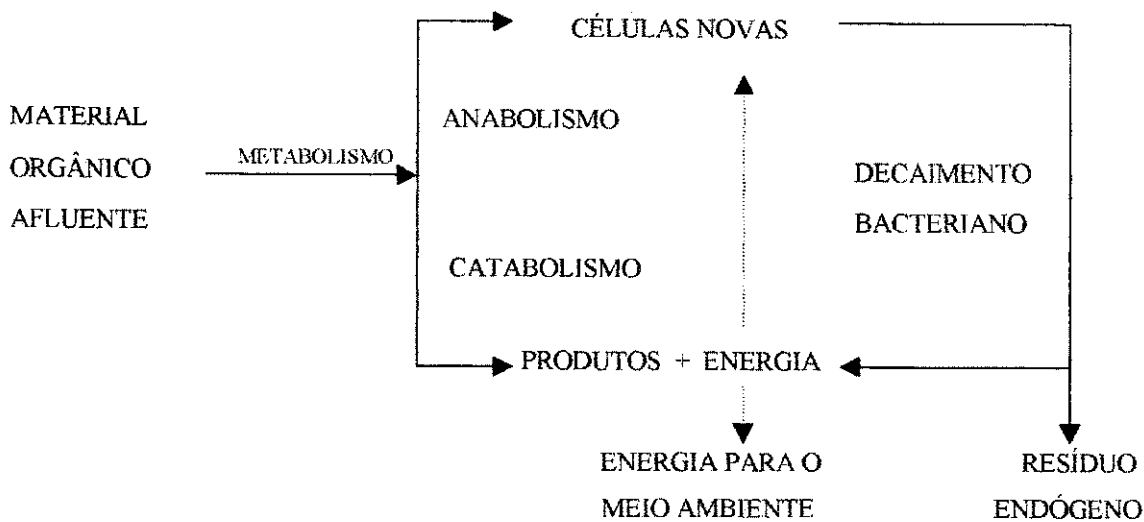 CÉLULAS NOVAS
MATERIAL
ORGÂNICO
AFLUENTE
METABOLISMO
ANABOLISMO
CATABOLISMO
DECAIMENTO
BACTERIANO
PRODUTOS + ENERGIA
ENERGIA PARA O
MEIO AMBIENTE
RESÍDUO
ENDÓGENO